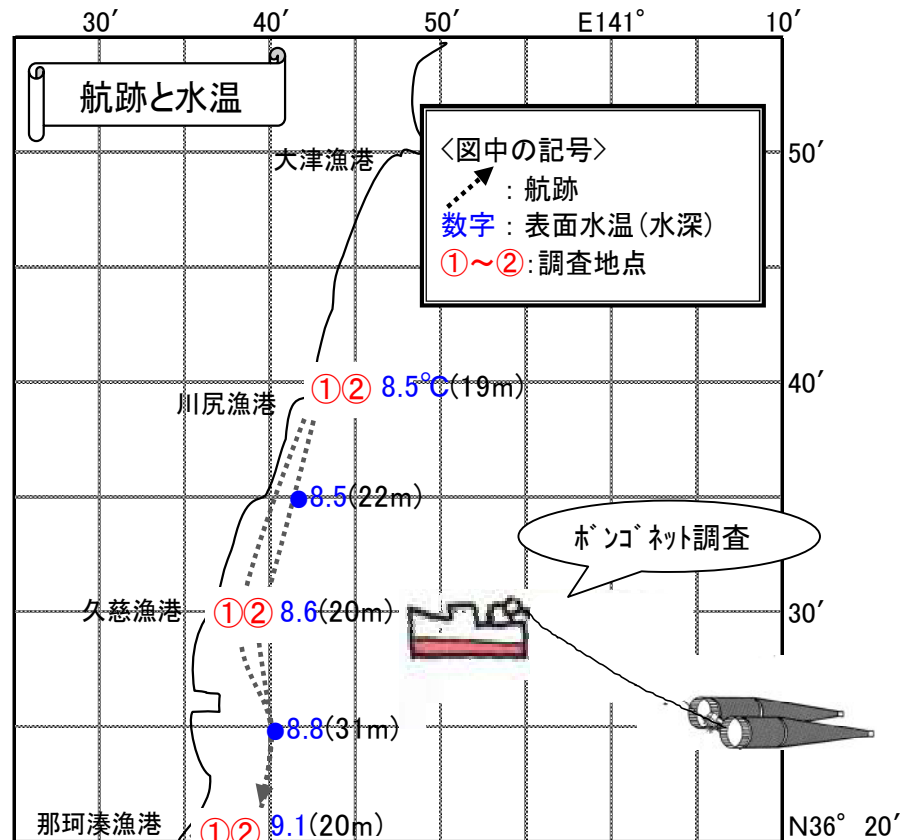 30′ 40′ 50′ E141° 10′
航跡と水温
大津漁港
<図中の記号>
: 航跡
数字 : 表面水温(水深)
①～②:調査地点
50′
川尻漁港 ①② 8.5℃(19m)
40′
8.5(22m)
ボンゴネット調査
久慈漁港 ①② 8.6(20m)
30′
8.8(31m)
那珂湊漁港 ①② 9.1(20m)
N36° 20′